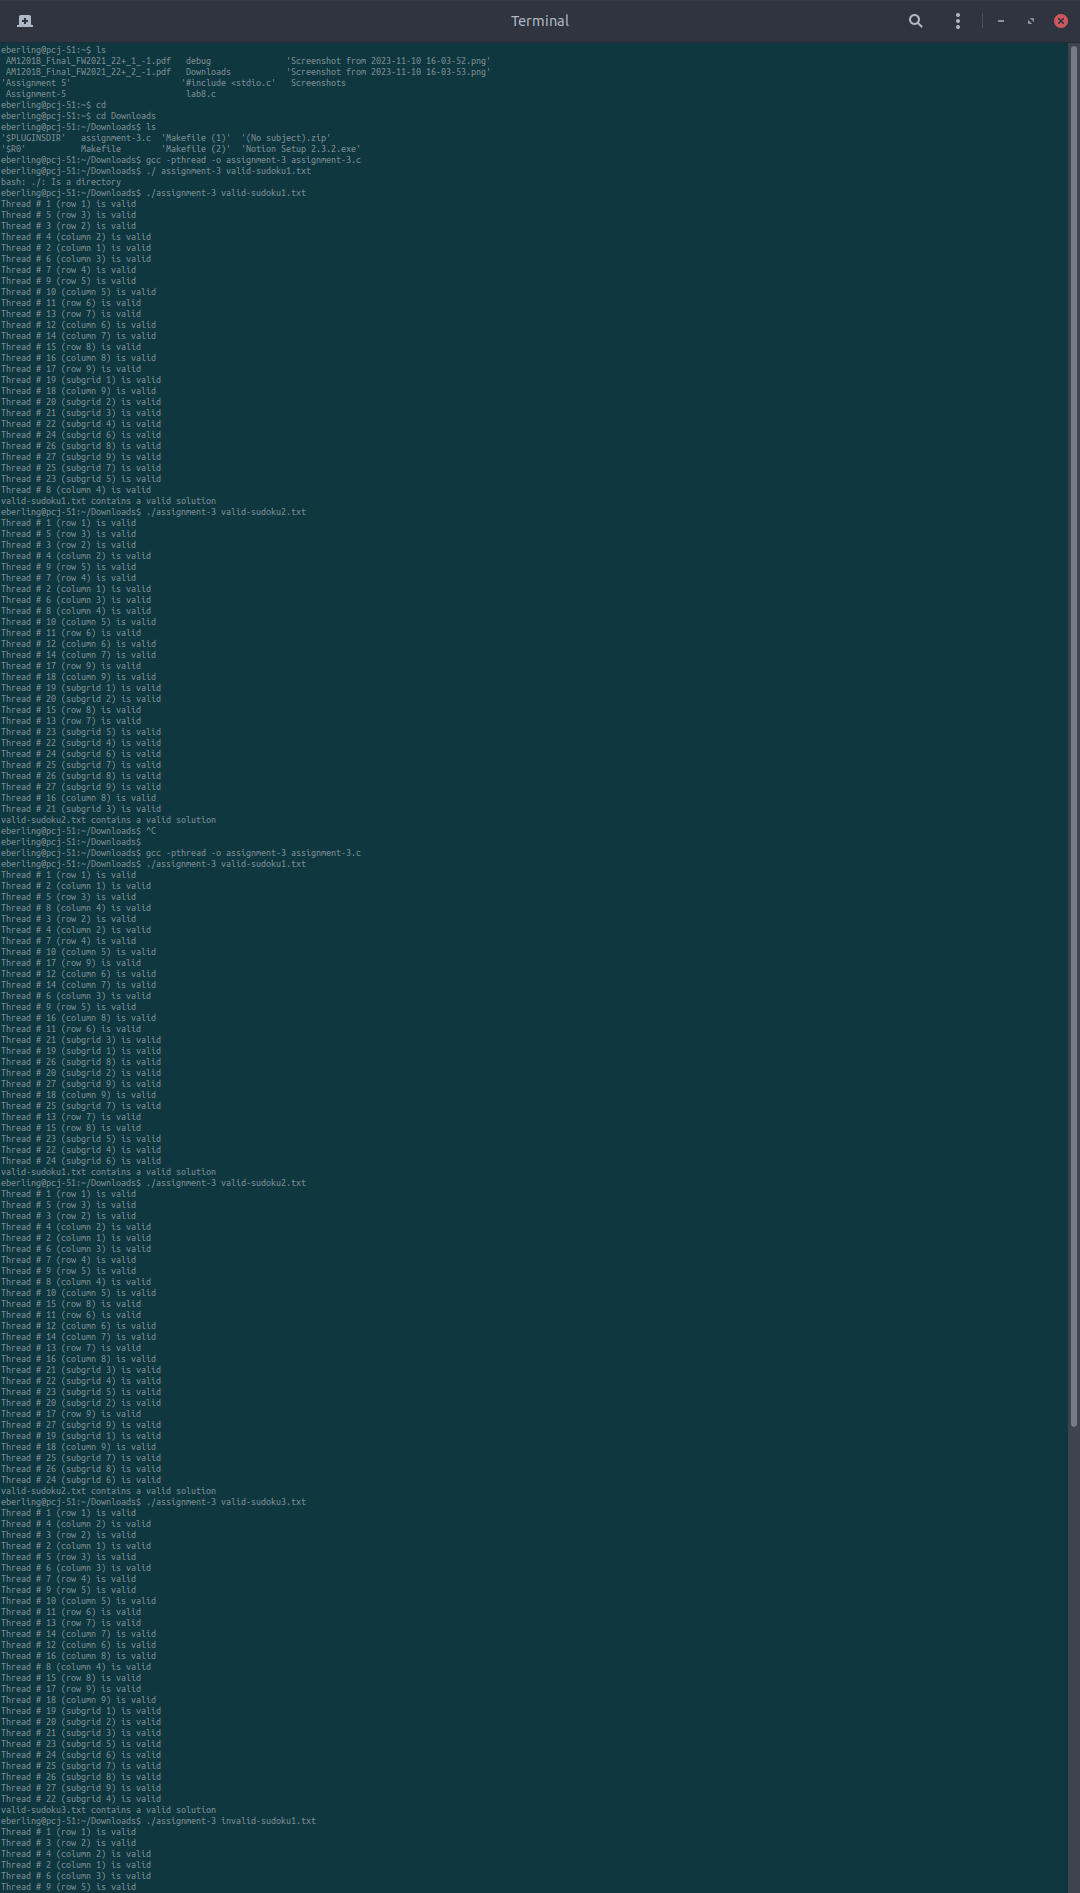 Terminal
eberling@pcj-51:~$ ls
 AM1201B_Final_FW2021_22+_1_-1.pdf   debug               'Screenshot from 2023-11-10 16-03-52.png'
 AM1201B_Final_FW2021_22+_2_-1.pdf   Downloads           'Screenshot from 2023-11-10 16-03-53.png'
'Assignment 5'                      '#include <stdio.c'   Screenshots
 Assignment-5                        lab8.c
eberling@pcj-51:~$ cd
eberling@pcj-51:~$ cd Downloads
eberling@pcj-51:~/Downloads$ ls
'$PLUGINSDIR'   assignment-3.c  'Makefile (1)'  '(No subject).zip'
'$R0'           Makefile        'Makefile (2)'  'Notion Setup 2.3.2.exe'
eberling@pcj-51:~/Downloads$ gcc -pthread -o assignment-3 assignment-3.c
eberling@pcj-51:~/Downloads$ ./ assignment-3 valid-sudoku1.txt
bash: ./: Is a directory
eberling@pcj-51:~/Downloads$ ./assignment-3 valid-sudoku1.txt
Thread # 1 (row 1) is valid
Thread # 5 (row 3) is valid
Thread # 3 (row 2) is valid
Thread # 4 (column 2) is valid
Thread # 2 (column 1) is valid
Thread # 6 (column 3) is valid
Thread # 7 (row 4) is valid
Thread # 9 (row 5) is valid
Thread # 10 (column 5) is valid
Thread # 11 (row 6) is valid
Thread # 13 (row 7) is valid
Thread # 12 (column 6) is valid
Thread # 14 (column 7) is valid
Thread # 15 (row 8) is valid
Thread # 16 (column 8) is valid
Thread # 17 (row 9) is valid
Thread # 19 (subgrid 1) is valid
Thread # 18 (column 9) is valid
Thread # 20 (subgrid 2) is valid
Thread # 21 (subgrid 3) is valid
Thread # 22 (subgrid 4) is valid
Thread # 24 (subgrid 6) is valid
Thread # 26 (subgrid 8) is valid
Thread # 27 (subgrid 9) is valid
Thread # 25 (subgrid 7) is valid
Thread # 23 (subgrid 5) is valid
Thread # 8 (column 4) is valid
valid-sudoku1.txt contains a valid solution
eberling@pcj-51:~/Downloads$ ./assignment-3 valid-sudoku2.txt
Thread # 1 (row 1) is valid
Thread # 5 (row 3) is valid
Thread # 3 (row 2) is valid
Thread # 4 (column 2) is valid
Thread # 9 (row 5) is valid
Thread # 7 (row 4) is valid
Thread # 2 (column 1) is valid
Thread # 6 (column 3) is valid
Thread # 8 (column 4) is valid
Thread # 10 (column 5) is valid
Thread # 11 (row 6) is valid
Thread # 12 (column 6) is valid
Thread # 14 (column 7) is valid
Thread # 17 (row 9) is valid
Thread # 18 (column 9) is valid
Thread # 19 (subgrid 1) is valid
Thread # 20 (subgrid 2) is valid
Thread # 15 (row 8) is valid
Thread # 13 (row 7) is valid
Thread # 23 (subgrid 5) is valid
Thread # 22 (subgrid 4) is valid
Thread # 24 (subgrid 6) is valid
Thread # 25 (subgrid 7) is valid
Thread # 26 (subgrid 8) is valid
Thread # 27 (subgrid 9) is valid
Thread # 16 (column 8) is valid
Thread # 21 (subgrid 3) is valid
valid-sudoku2.txt contains a valid solution
eberling@pcj-51:~/Downloads$ ^C
eberling@pcj-51:~/Downloads$
eberling@pcj-51:~/Downloads$ gcc -pthread -o assignment-3 assignment-3.c
eberling@pcj-51:~/Downloads$ ./assignment-3 valid-sudoku1.txt
Thread # 1 (row 1) is valid
Thread # 2 (column 1) is valid
Thread # 5 (row 3) is valid
Thread # 8 (column 4) is valid
Thread # 3 (row 2) is valid
Thread # 4 (column 2) is valid
Thread # 7 (row 4) is valid
Thread # 10 (column 5) is valid
Thread # 17 (row 9) is valid
Thread # 12 (column 6) is valid
Thread # 14 (column 7) is valid
Thread # 6 (column 3) is valid
Thread # 9 (row 5) is valid
Thread # 16 (column 8) is valid
Thread # 11 (row 6) is valid
Thread # 21 (subgrid 3) is valid
Thread # 19 (subgrid 1) is valid
Thread # 26 (subgrid 8) is valid
Thread # 20 (subgrid 2) is valid
Thread # 27 (subgrid 9) is valid
Thread # 18 (column 9) is valid
Thread # 25 (subgrid 7) is valid
Thread # 13 (row 7) is valid
Thread # 15 (row 8) is valid
Thread # 23 (subgrid 5) is valid
Thread # 22 (subgrid 4) is valid
Thread # 24 (subgrid 6) is valid
valid-sudoku1.txt contains a valid solution
eberling@pcj-51:~/Downloads$ ./assignment-3 valid-sudoku2.txt
Thread # 1 (row 1) is valid
Thread # 5 (row 3) is valid
Thread # 3 (row 2) is valid
Thread # 4 (column 2) is valid
Thread # 2 (column 1) is valid
Thread # 6 (column 3) is valid
Thread # 7 (row 4) is valid
Thread # 9 (row 5) is valid
Thread # 8 (column 4) is valid
Thread # 10 (column 5) is valid
Thread # 15 (row 8) is valid
Thread # 11 (row 6) is valid
Thread # 12 (column 6) is valid
Thread # 14 (column 7) is valid
Thread # 13 (row 7) is valid
Thread # 16 (column 8) is valid
Thread # 21 (subgrid 3) is valid
Thread # 22 (subgrid 4) is valid
Thread # 23 (subgrid 5) is valid
Thread # 20 (subgrid 2) is valid
Thread # 17 (row 9) is valid
Thread # 27 (subgrid 9) is valid
Thread # 19 (subgrid 1) is valid
Thread # 18 (column 9) is valid
Thread # 25 (subgrid 7) is valid
Thread # 26 (subgrid 8) is valid
Thread # 24 (subgrid 6) is valid
valid-sudoku2.txt contains a valid solution
eberling@pcj-51:~/Downloads$ ./assignment-3 valid-sudoku3.txt
Thread # 1 (row 1) is valid
Thread # 4 (column 2) is valid
Thread # 3 (row 2) is valid
Thread # 2 (column 1) is valid
Thread # 5 (row 3) is valid
Thread # 6 (column 3) is valid
Thread # 7 (row 4) is valid
Thread # 9 (row 5) is valid
Thread # 10 (column 5) is valid
Thread # 11 (row 6) is valid
Thread # 13 (row 7) is valid
Thread # 14 (column 7) is valid
Thread # 12 (column 6) is valid
Thread # 16 (column 8) is valid
Thread # 8 (column 4) is valid
Thread # 15 (row 8) is valid
Thread # 17 (row 9) is valid
Thread # 18 (column 9) is valid
Thread # 19 (subgrid 1) is valid
Thread # 20 (subgrid 2) is valid
Thread # 21 (subgrid 3) is valid
Thread # 23 (subgrid 5) is valid
Thread # 24 (subgrid 6) is valid
Thread # 25 (subgrid 7) is valid
Thread # 26 (subgrid 8) is valid
Thread # 27 (subgrid 9) is valid
Thread # 22 (subgrid 4) is valid
valid-sudoku3.txt contains a valid solution
eberling@pcj-51:~/Downloads$ ./assignment-3 invalid-sudoku1.txt
Thread # 1 (row 1) is valid
Thread # 3 (row 2) is valid
Thread # 4 (column 2) is valid
Thread # 2 (column 1) is valid
Thread # 6 (column 3) is valid
Thread # 9 (row 5) is valid